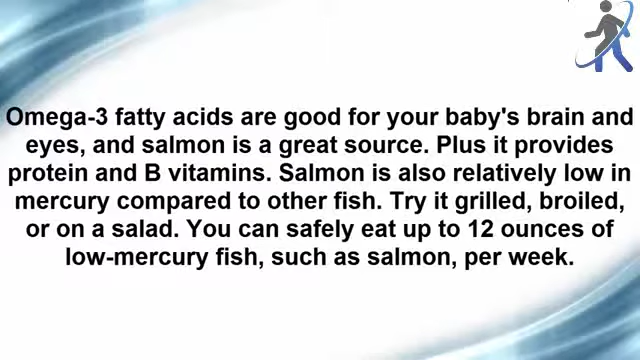 Omega-3 fatty acids are good for your baby's brain and
eyes, and salmon is a great source. Plus it provides
protein and B vitamins. Salmon is also relatively low in
mercury compared to other fish. Try it grilled, broiled,
or on a salad. You can safely eat up to 12 ounces of
low-mercury fish, such as salmon, per week.